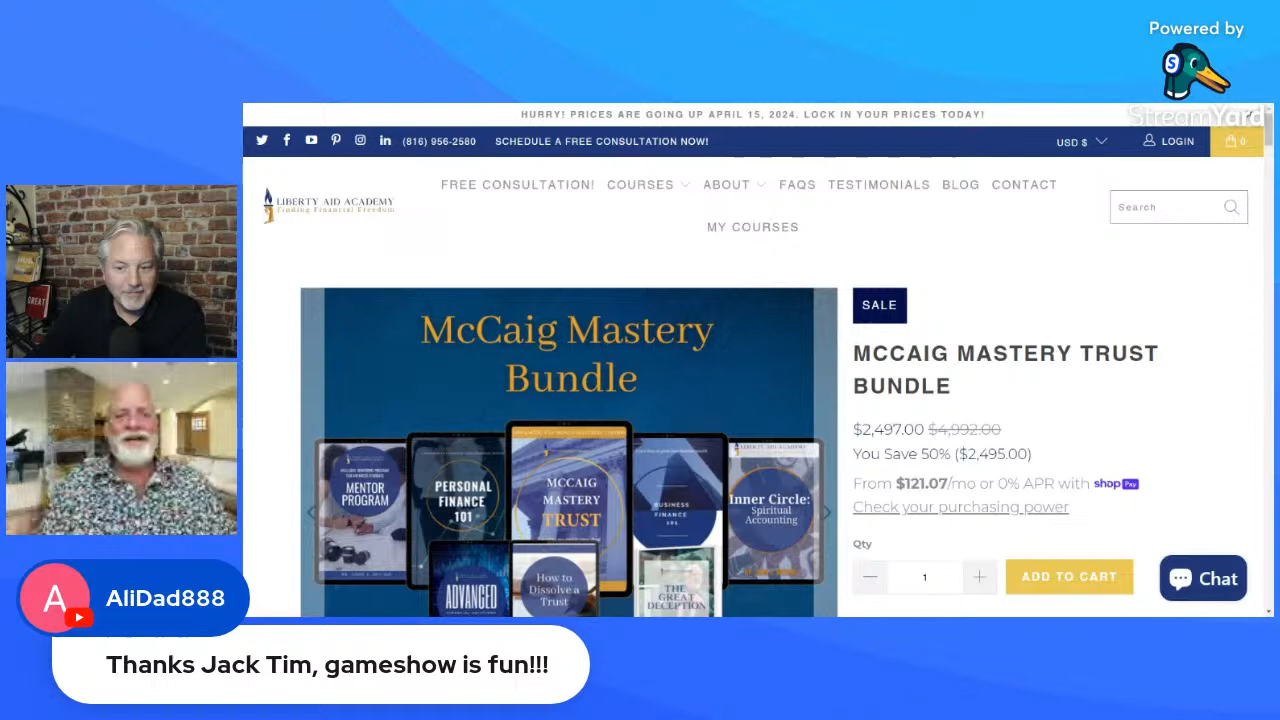 Powered by
StreamYard
HURRY! PRICES ARE GOING UP APRIL 15, 2024. LOCK IN YOUR PRICES TODAY!
(816) 956-2580 SCHEDULE A FREE CONSULTATION NOW! USD $ LOGIN 0
LIBERTY AID ACADEMY
Finding Financial Freedom
FREE CONSULTATION! COURSES ABOUT FAQS TESTIMONIALS BLOG CONTACT
MY COURSES
Search
GREAT
McCaig Mastery
Bundle
MENTOR
PROGRAM
PERSONAL
FINANCE
101
MCCAIG
MASTERY
TRUST
BUSINESS
FINANCE
101
LIBERTY AID ACADEMY
Inner Circle:
Spiritual
Accounting
ADVANCED
How to
Dissolve a
Trust
THE
GREAT
DECEPTION
SALE
MCCAIG MASTERY TRUST
BUNDLE
$2,497.00 $4,992.00
You Save 50% ($2,495.00)
From $121.07/mo or 0% APR with shop Pay
Check your purchasing power
Qty
1 ADD TO CART
Chat
A AliDad888
Thanks Jack Tim, gameshow is fun!!!